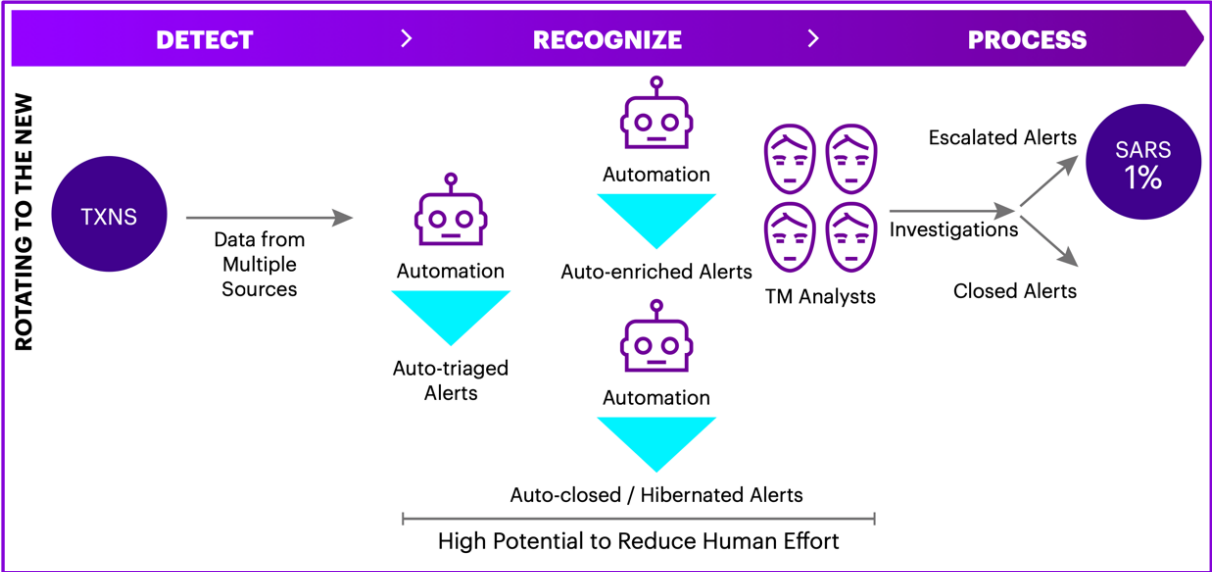 DETECT > RECOGNIZE > PROCESS
ROTATING TO THE NEW
TXNS
Data from
Multiple
Sources
Automation
Auto-triaged
Alerts
Automation
Auto-enriched Alerts
Automation
Auto-closed / Hibernated Alerts
High Potential to Reduce Human Effort
TM Analysts
Investigations
Escalated Alerts
Closed Alerts
SARS
1%